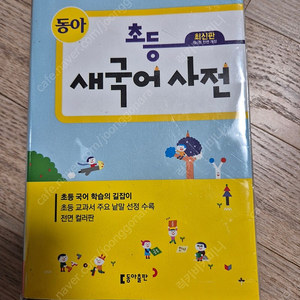 동아
초등
최신판
새국어 사전
초등 국어 학습의 길잡이
초등 교과서 주요 낱말 선정 수록
전면 컬러판
동아출판